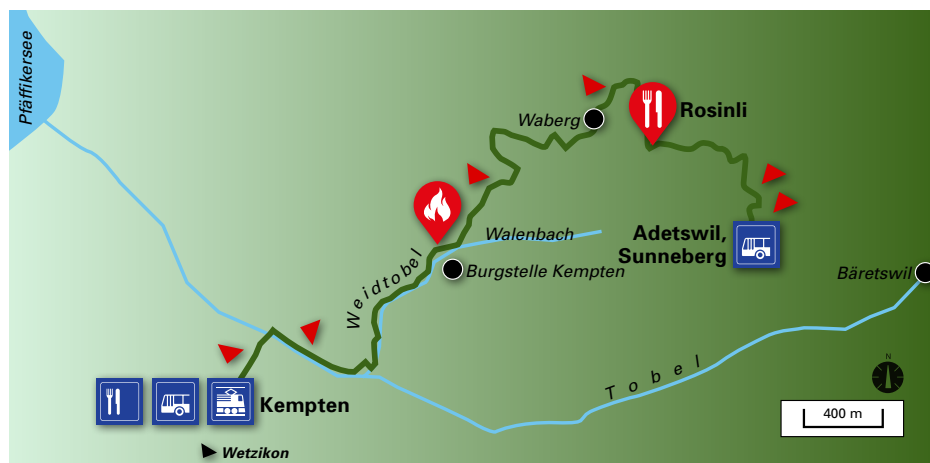 Pfäffikersee
Waberg
Rosinli
Walenbach
Adetswil,
Sunneberg
Burgstelle Kempten
Bäretswil
Weidtobel
Tobel
N
Kempten
400 m
Wetzikon